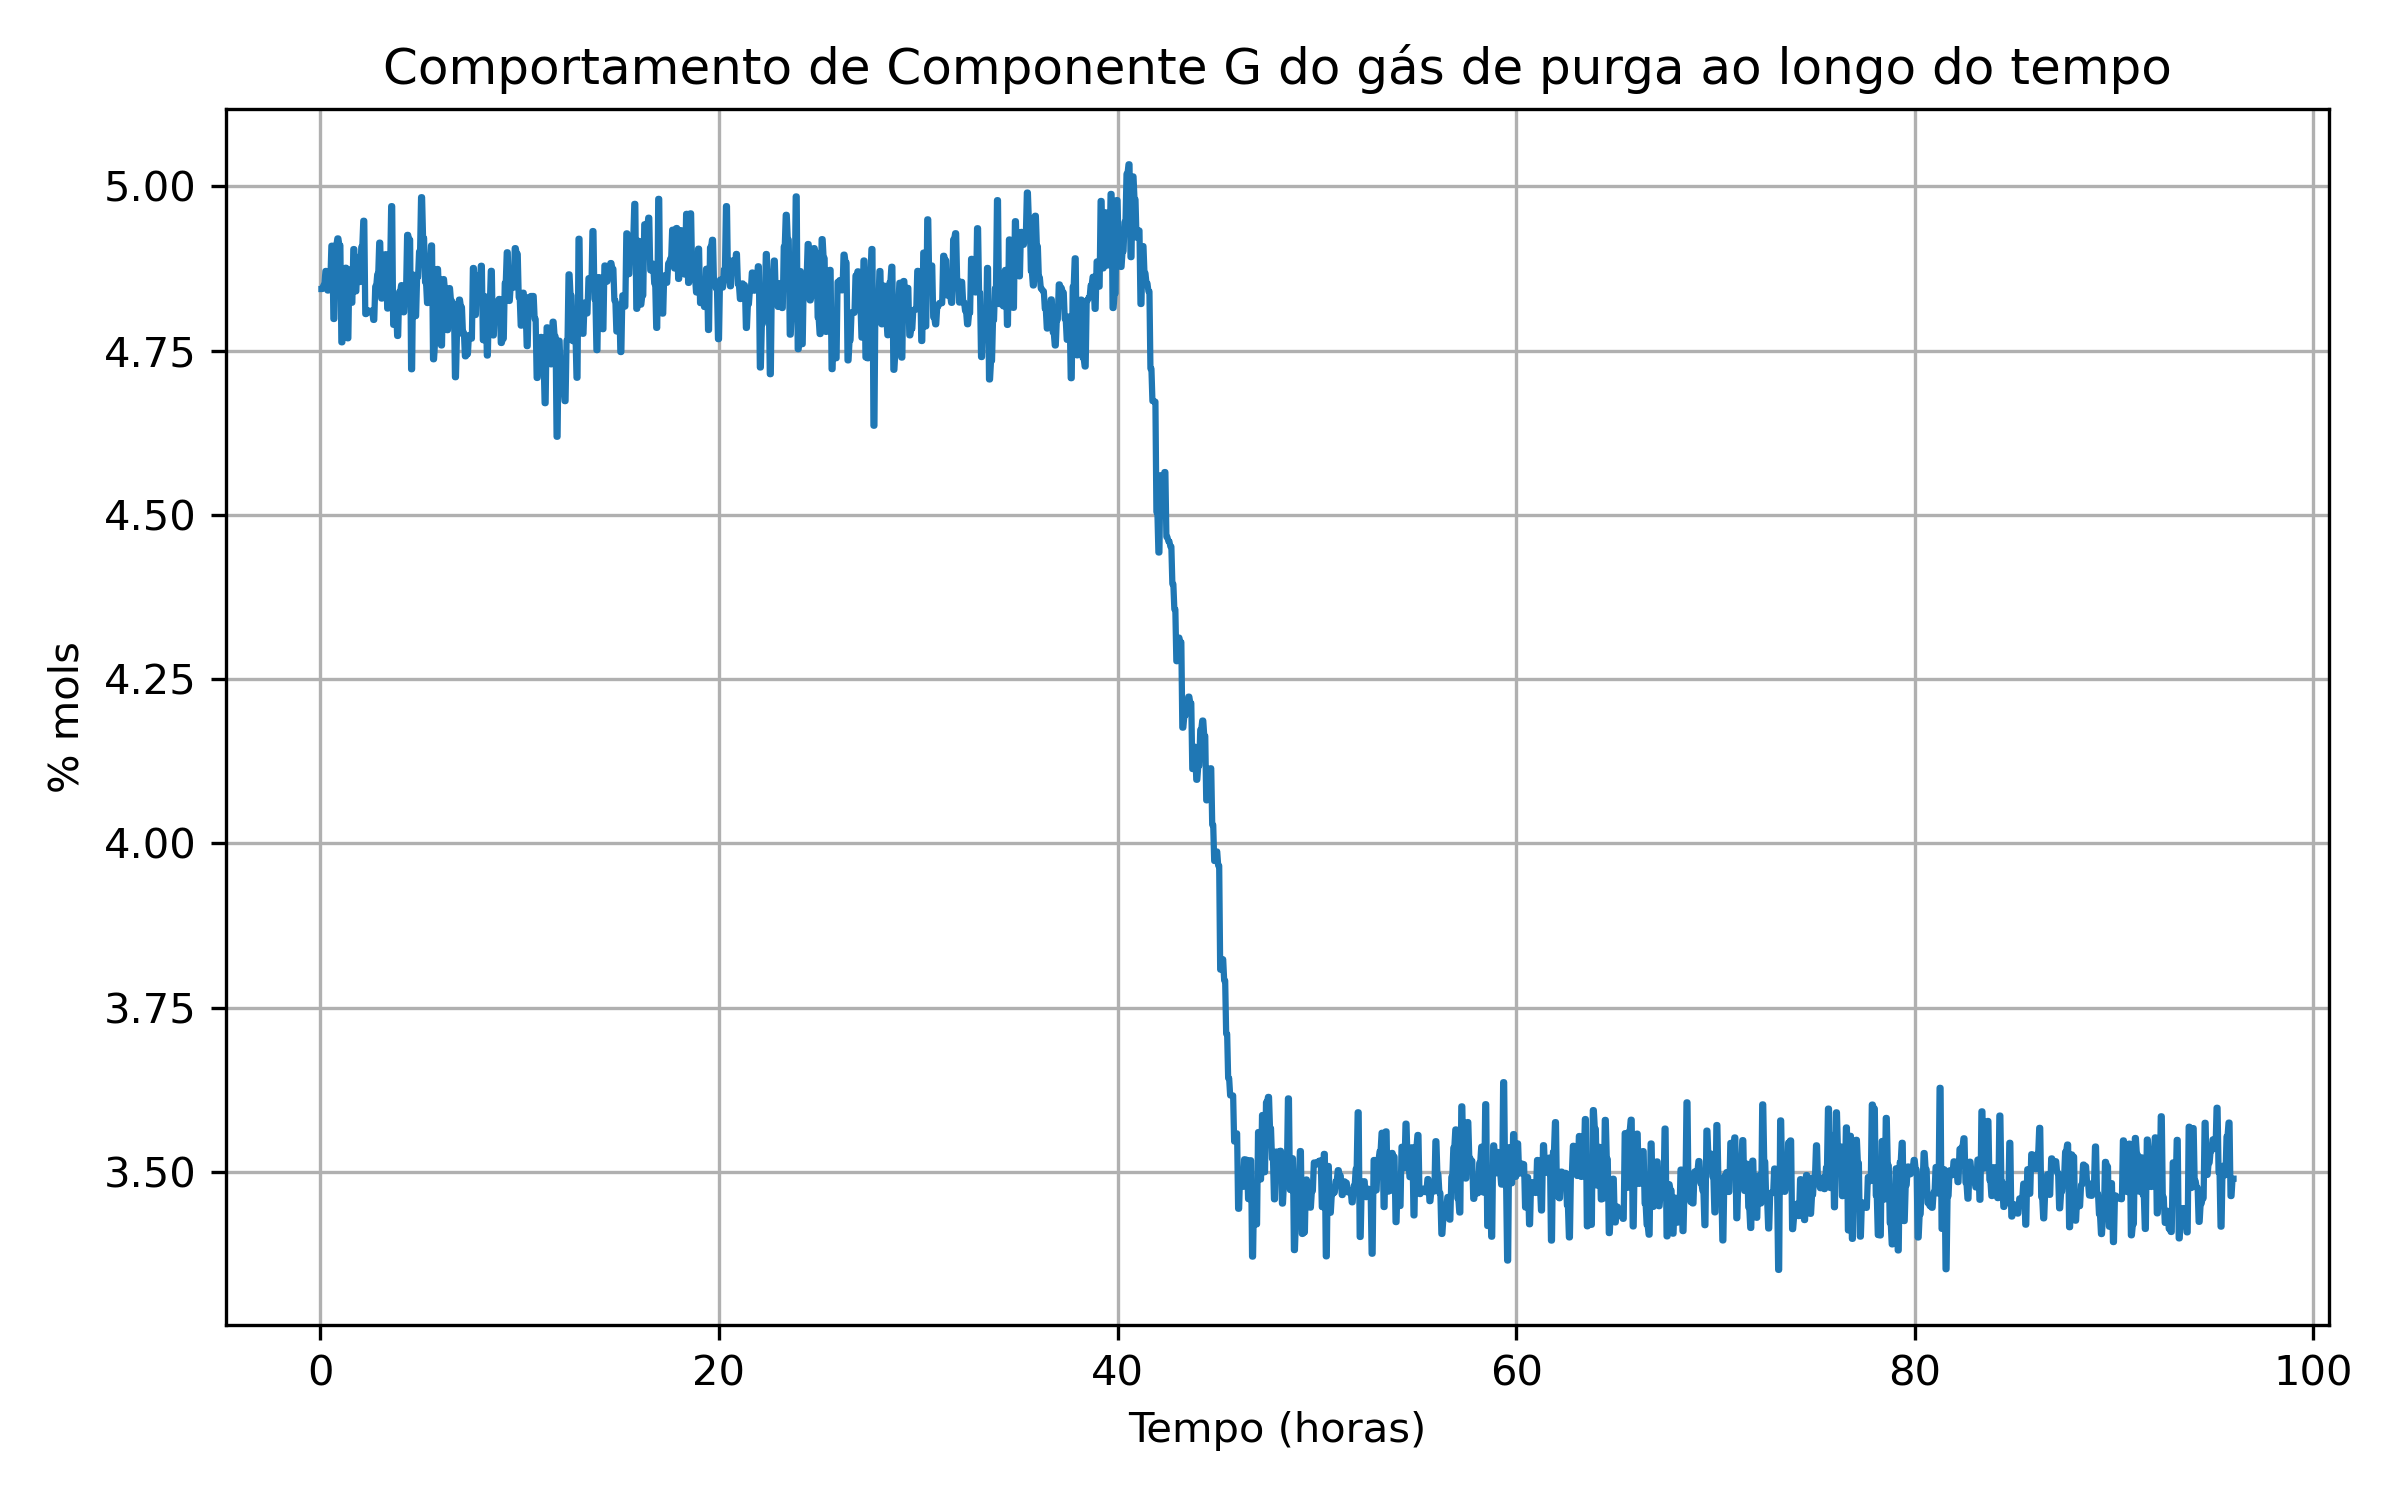 Comportamento de Componente G do gás de purga ao longo do tempo
5.00
4.75
4.50
4.25
4.00
3.75
3.50
% mols
0 20 40 60 80 100
Tempo (horas)